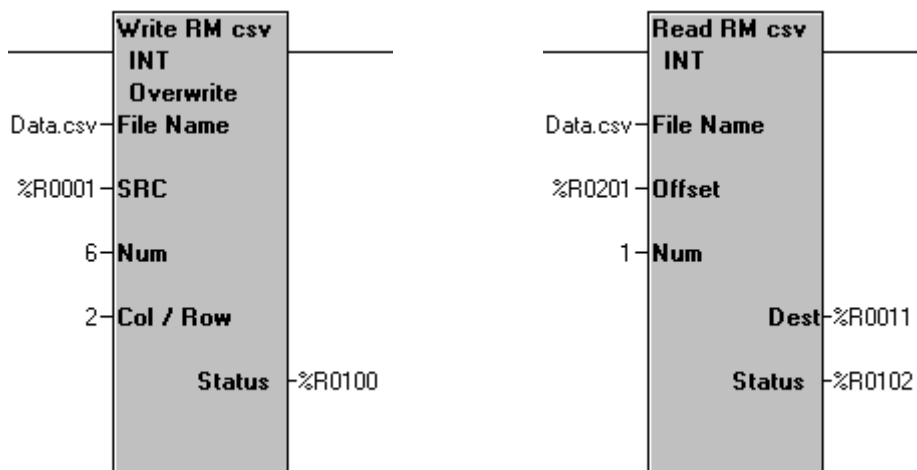 Write RM csv
INT
Overwrite
Data.csv File Name
%R0001 SRC
6 Num
2 Col / Row
Status %R0100
Read RM csv
INT
Data.csv File Name
%R0201 Offset
1 Num
Dest %R0011
Status %R0102